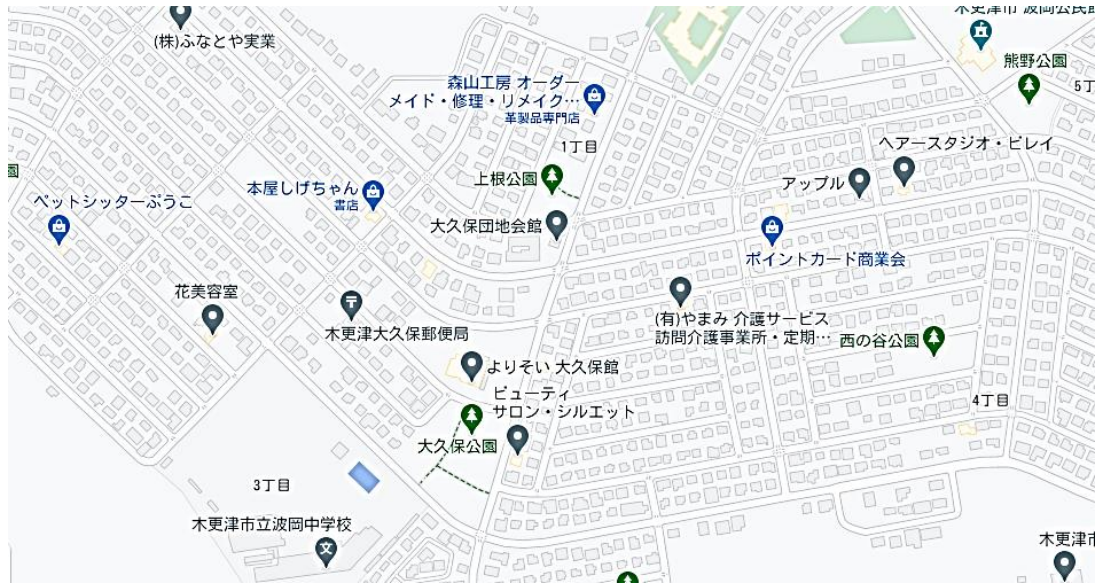 木更津市 波岡公民館
(株)ふなとや実業
熊野公園
5丁
森山工房 オーダー
メイド・修理・リメイク…
革製品専門店
1丁目
ヘアースタジオ・ビレイ
園
上根公園
アップル
本屋しげちゃん
書店
ペットシッターぷうこ
大久保団地会館
ポイントカード商業会
花美容室
木更津大久保郵便局
(有)やまみ 介護サービス
訪問介護事業所・定期…
西の谷公園
よりそい 大久保館
ビューティ
サロン・シルエット
4丁目
大久保公園
3丁目
木更津市立波岡中学校
文
木更津市